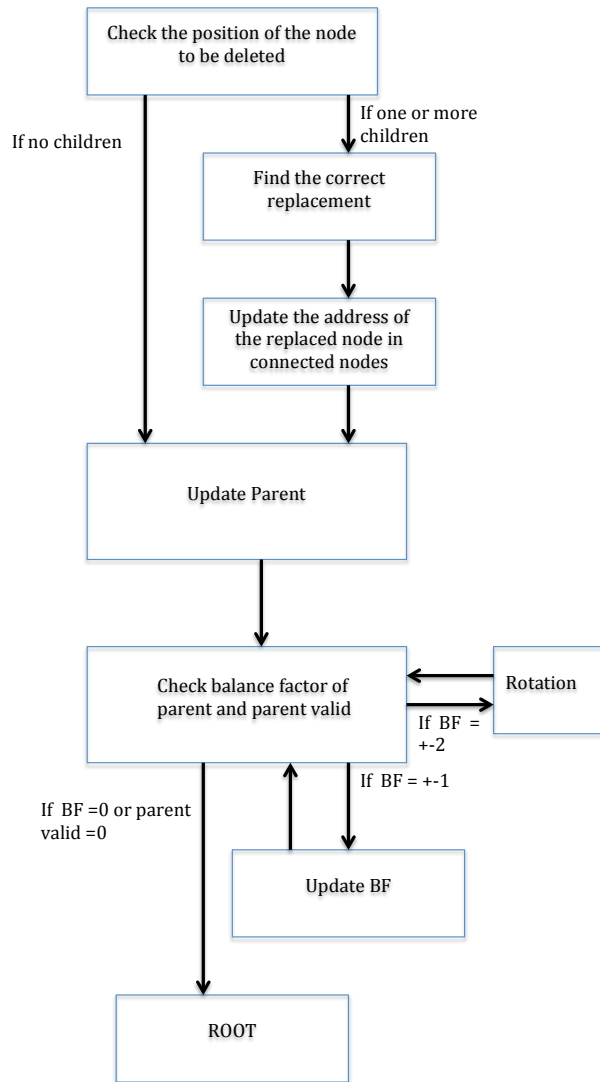 Check the position of the node
to be deleted
If no children
If one or more
children
Find the correct
replacement
Update the address of
the replaced node in
connected nodes
Update Parent
Check balance factor of
parent and parent valid
Rotation
If BF =
+-2
If BF = +-1
If BF =0 or parent
valid =0
Update BF
ROOT